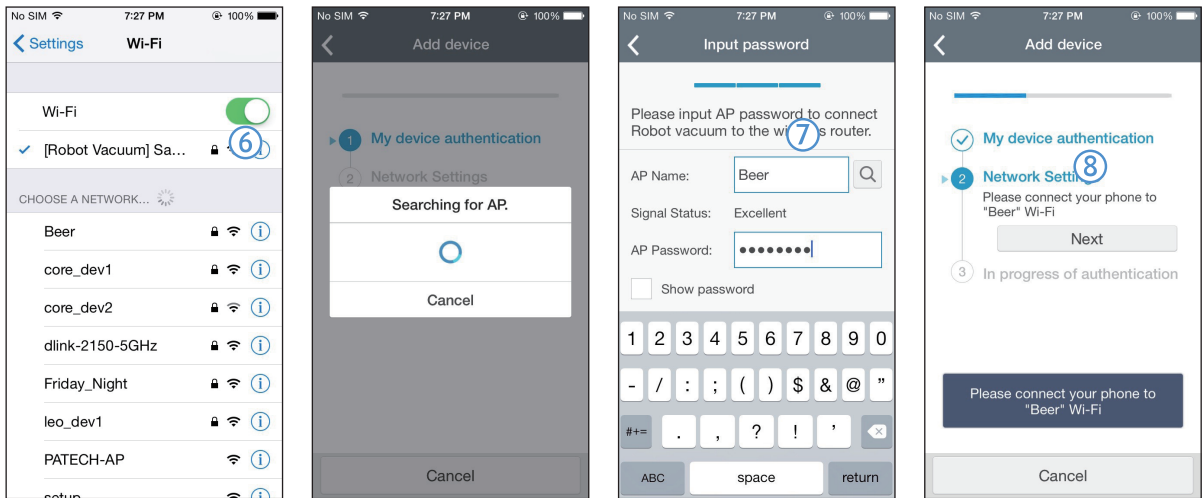 No SIM 7:27 PM 100%
Settings Wi-Fi
Wi-Fi
[Robot Vacuum] Sa...
6
CHOOSE A NETWORK...
Beer
core_dev1
core_dev2
dlink-2150-5GHz
Friday_Night
leo_dev1
PATECH-AP
setup
No SIM 7:27 PM 100%
Add device
1 My device authentication
2 Network Settings
Searching for AP.
Cancel
Cancel
No SIM 7:27 PM 100%
Input password
Please input AP password to connect
Robot vacuum to the router.
7
AP Name: Beer
Signal Status: Excellent
AP Password: ●●●●●●●●
Show password
1 2 3 4 5 6 7 8 9 0
- / : ; ( ) $ & @ "
#+= . , ? ! '
ABC space return
No SIM 7:27 PM 100%
Add device
My device authentication
8
2 Network
Please connect your phone to
"Beer" Wi-Fi
Next
3 In progress of authentication
Please connect your phone to
"Beer" Wi-Fi
Cancel